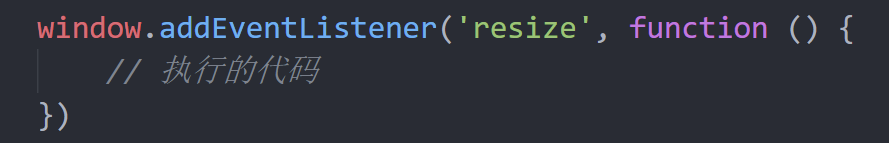 window.addEventListener('resize', function () {
    // 执行的代码
})